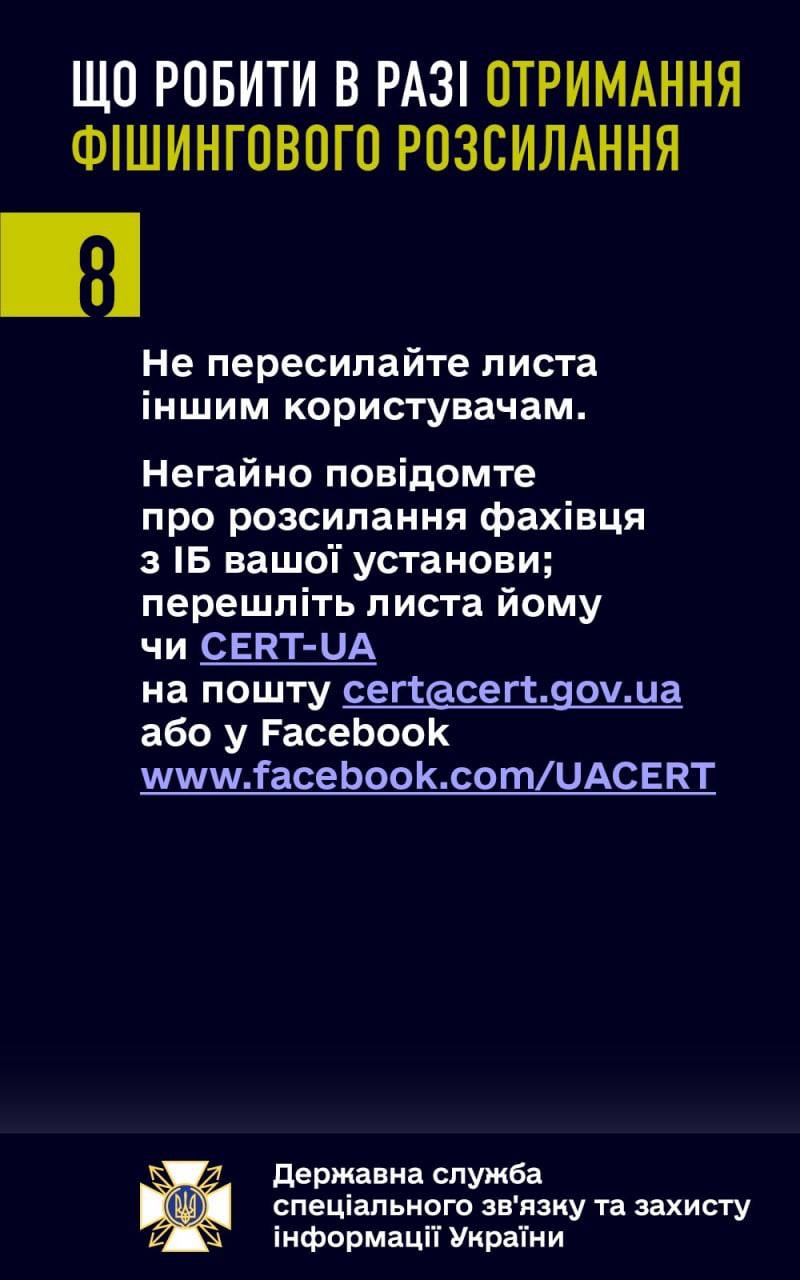 ЩО РОБИТИ В РАЗІ ОТРИМАННЯ
ФІШИНГОВОГО РОЗСИЛАННЯ
8
Не пересилайте листа
іншим користувачам.
Негайно повідомте
про розсилання фахівця
з ІБ вашої установи;
перешліть листа йому
чи CERT-UA
на пошту cert@cert.gov.ua
або у Facebook
www.facebook.com/UACERT
Державна служба
спеціального зв'язку та захисту
інформації України